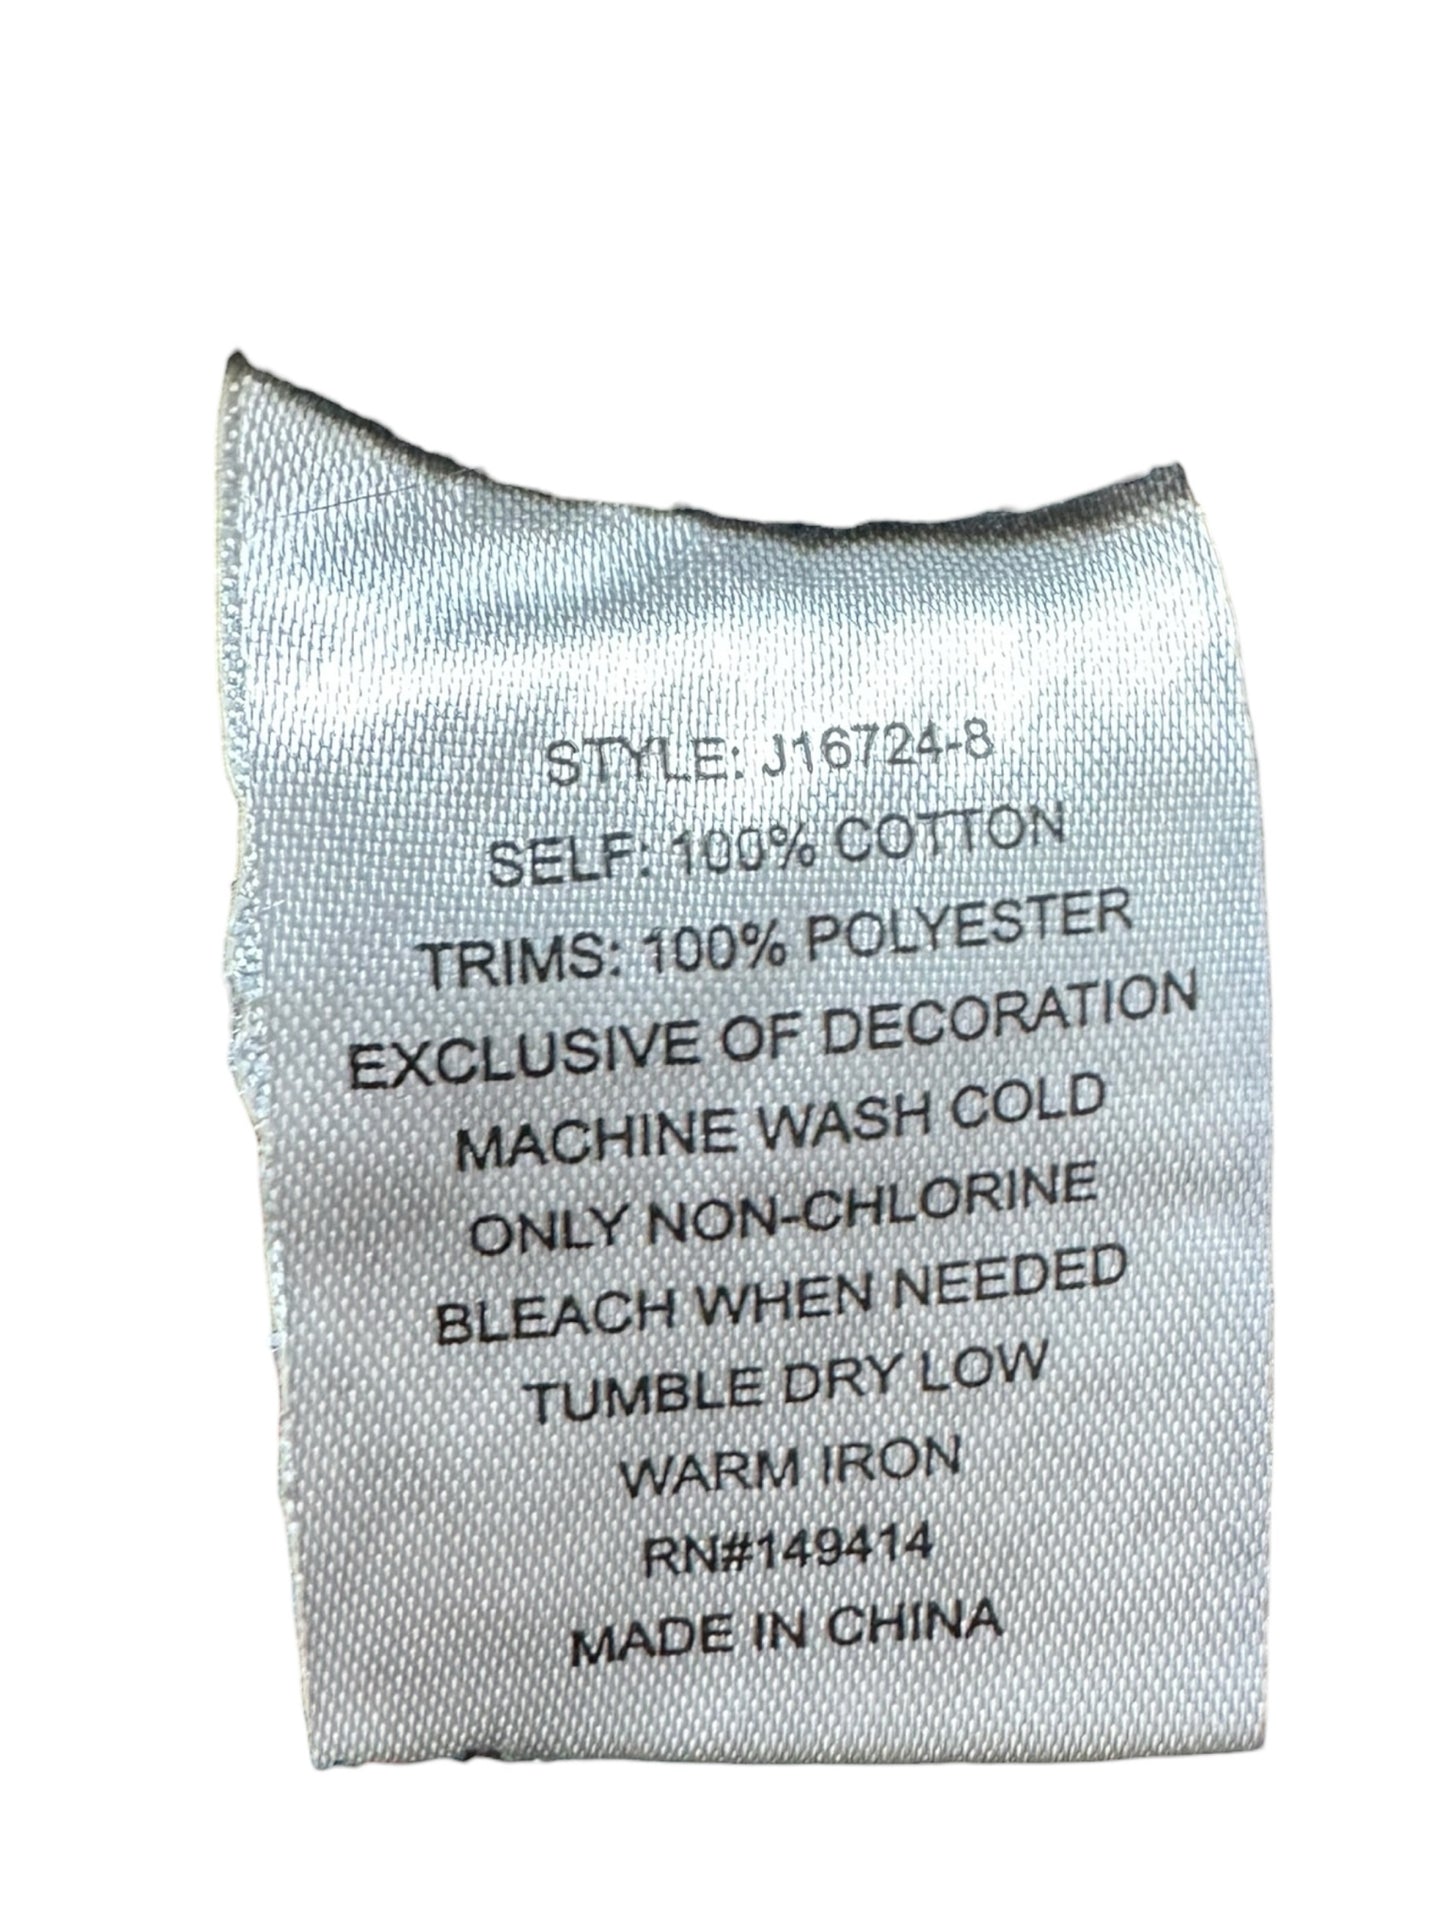 STYLE: J16724-8
SELF: 100% COTTON
TRIMS: 100% POLYESTER
EXCLUSIVE OF DECORATION
MACHINE WASH COLD
ONLY NON-CHLORINE
BLEACH WHEN NEEDED
TUMBLE DRY LOW
WARM IRON
RN#149414
MADE IN CHINA